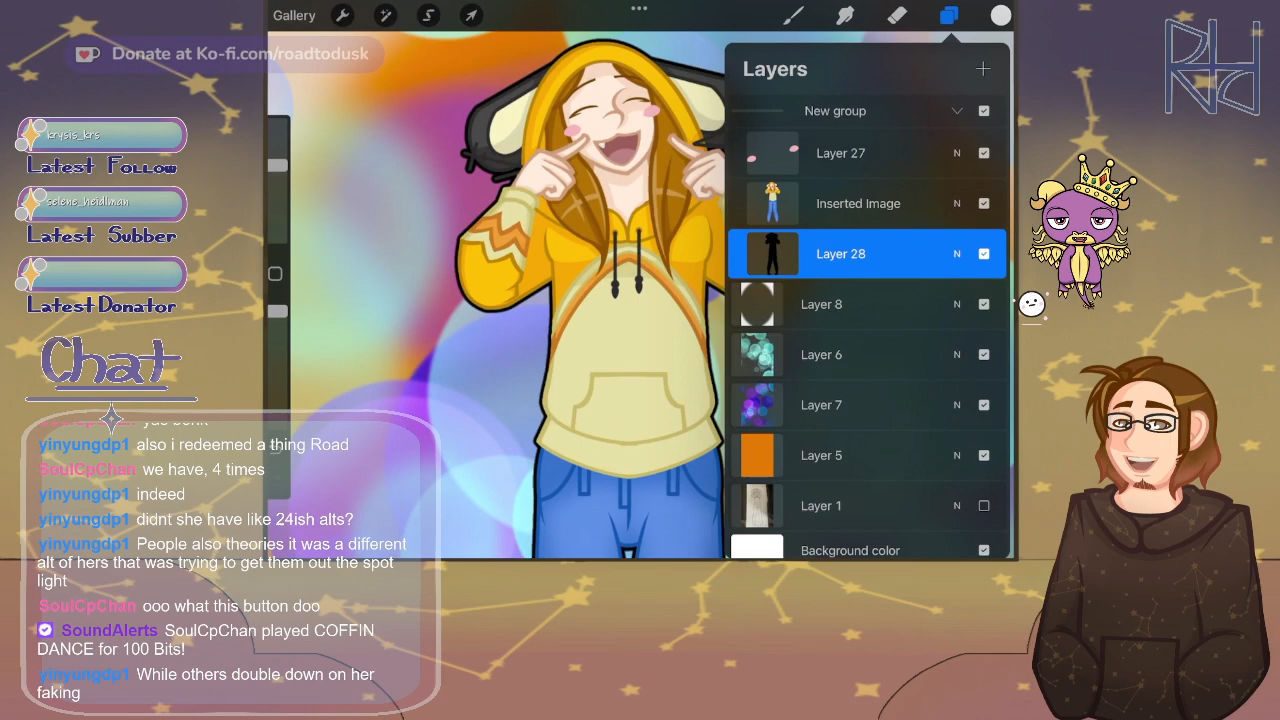 Gallery
Donate at Ko-fi.com/roadtodusk
krysis_krs
Latest Follow
selene_heidlman
Latest Subber
Latest Donator
Chat
yinyungdp1 also i redeemed a thing Road
SoulCpChan we have, 4 times
yinyungdp1 indeed
yinyungdp1 didnt she have like 24ish alts?
yinyungdp1 People also theories it was a different
alt of hers that was trying to get them out the spot
light
SoulCpChan ooo what this button doo
SoundAlerts SoulCpChan played COFFIN
DANCE for 100 Bits!
yinyungdp1 While others double down on her
faking
Layers
New group
Layer 27 N
Inserted Image N
Layer 28 N
Layer 8 N
Layer 6 N
Layer 7 N
Layer 5 N
Layer 1 N
Background color